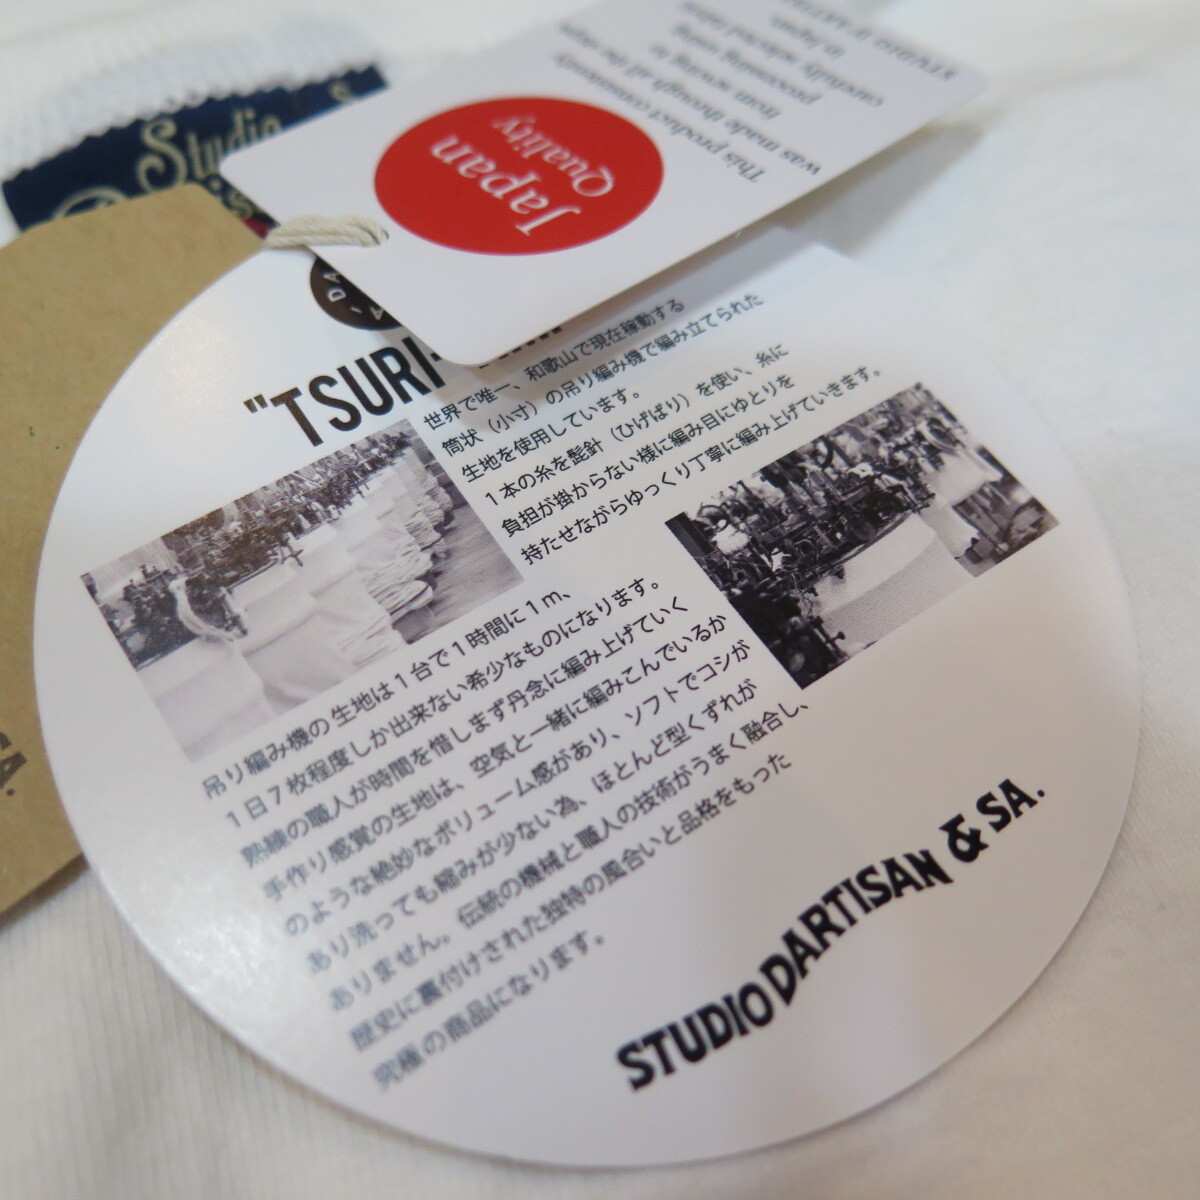 Studio
Japan
Quality
This product commonly
was made through all the steps
from sewing to
processing using
carefully selected fabric
in Japan.
"TSURI-
世界で唯一、和歌山で現在稼動する
筒状（小寸）の吊り編み機で編み立てられた
生地を使用しています。
1本の糸を髭針（ひげばり）を使い、糸に
負担が掛からない様に編み目にゆとりを
持たせながらゆっくり丁寧に編み上げていきます。
吊り編み機の生地は1台で1時間に1m、
1日7枚程度しか出来ない希少なものになります。
熟練の職人が時間を惜しまず丹念に編み上げていく
手作り感覚の生地は、空気と一緒に編みこんでいるか
のような絶妙なボリューム感があり、ソフトでコシが
あり洗っても縮みが少ない為、ほとんど型くずれが
ありません。伝統の機械と職人の技術がうまく融合し、
歴史に裏付けされた独特の風合いと品格をもった
究極の商品になります。
STUDIO DARTISAN & SA.